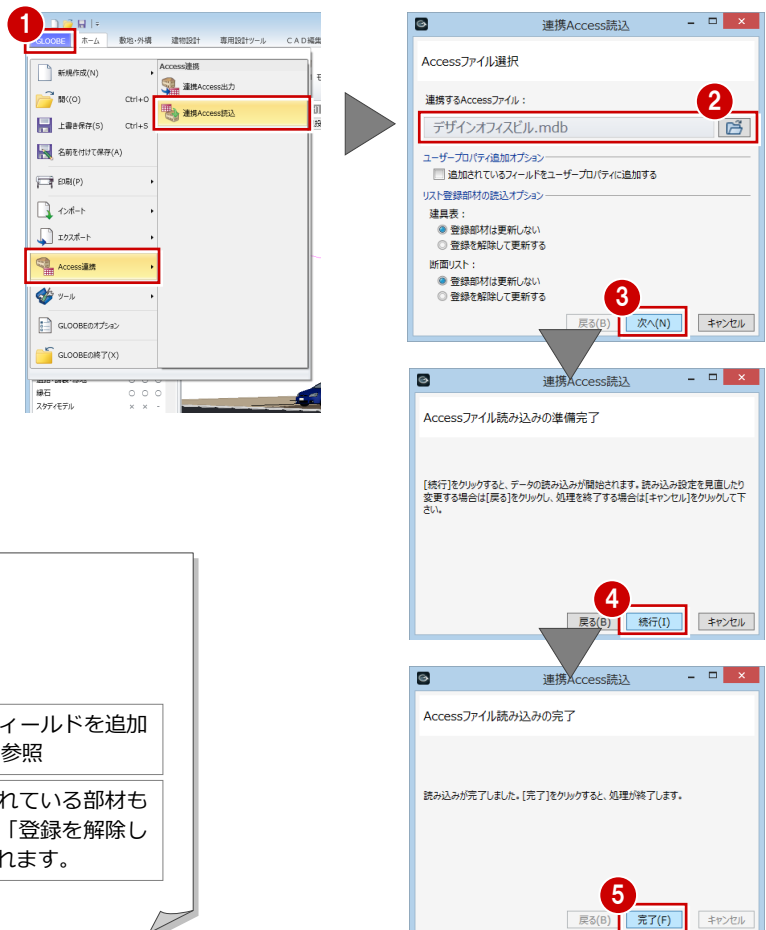 1
GLOOBE
ホーム
敷地・外構
建物設計
専用設計ツール
CAD編集
新規作成(N)
開く(O) Ctrl+O
上書き保存(S) Ctrl+S
名前を付けて保存(A)
印刷(P)
インポート
エクスポート
Access連携
ツール
GLOOBEのオプション
GLOOBEの終了(X)
Access連携
連携Access出力
連携Access読込
縁石 ○ ○ ○
スタディモデル × × -
連携Access読込
Accessファイル選択
連携するAccessファイル：
2
デザインオフィスビル.mdb
ユーザープロパティ追加オプション
追加されているフィールドをユーザープロパティに追加する
リスト登録部材の読込オプション
建具表：
登録部材は更新しない
登録を解除して更新する
断面リスト：
登録部材は更新しない
登録を解除して更新する
3
戻る(B) 次へ(N) キャンセル
連携Access読込
Accessファイル読み込みの準備完了
[続行]をクリックすると、データの読み込みが開始されます。読み込み設定を見直したり
変更する場合は[戻る]をクリックし、処理を終了する場合は[キャンセル]をクリックして下
さい。
4
戻る(B) 続行(I) キャンセル
連携Access読込
Accessファイル読み込みの完了
読み込みが完了しました。[完了]をクリックすると、処理が終了します。
5
戻る(B) 完了(F) キャンセル
ィールドを追加
参照
れている部材も
「登録を解除し
れます。